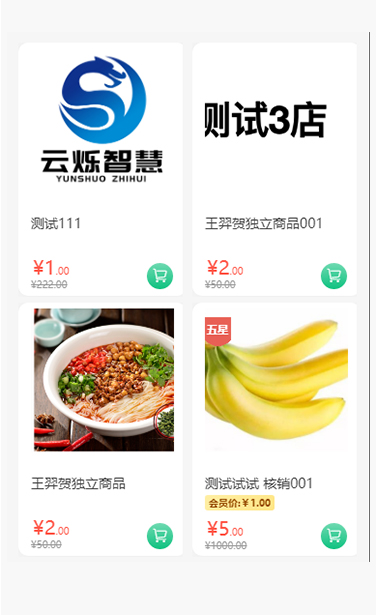 云烁智慧
YUNSHUO ZHIHUI
测试111
¥1.00
¥222.00
则试3店
王羿贺独立商品001
¥2.00
¥50.00
王羿贺独立商品
¥2.00
¥50.00
五星
测试试试 核销001
会员价:¥1.00
¥5.00
¥1000.00